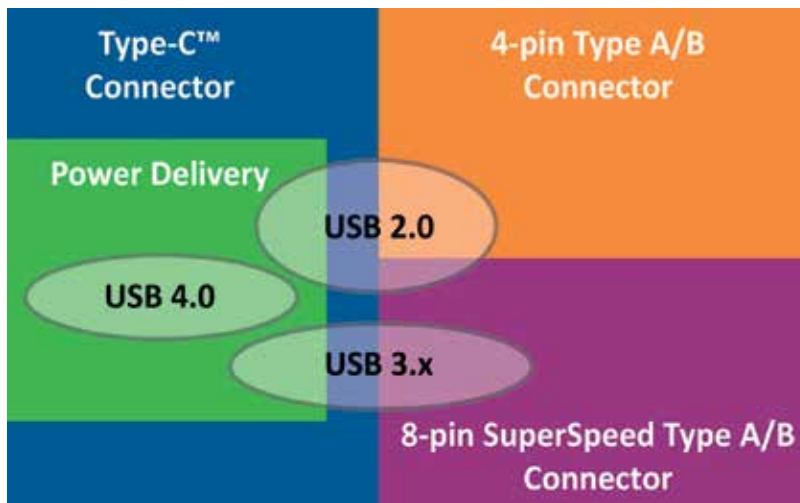 Type-C™
Connector
4-pin Type A/B
Connector
Power Delivery
USB 2.0
USB 4.0
USB 3.x
8-pin SuperSpeed Type A/B
Connector